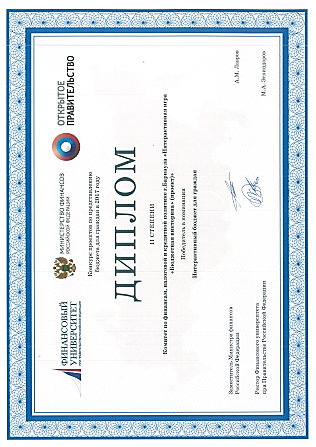 ФИНАНСОВЫЙ
УНИВЕРСИТЕТ
МИНИСТЕРСТВО ФИНАНСОВ
РОССИЙСКОЙ ФЕДЕРАЦИИ
ОТКРЫТОЕ
ПРАВИТЕЛЬСТВО
Конкурс проектов по представлению
бюджета для граждан в 2017 году
ДИПЛОМ
II СТЕПЕНИ
Комитет по финансам, налоговой и кредитной политике г.Барнаула «Интерактивная игра
«Бюджетная викторина» (проект)»
Победитель в номинации
Интерактивный бюджет для граждан
Заместитель Министра финансов
Российской Федерации
А.М. Лавров
Ректор Финансового университета
при Правительстве Российской Федерации
М.А. Эскиндаров